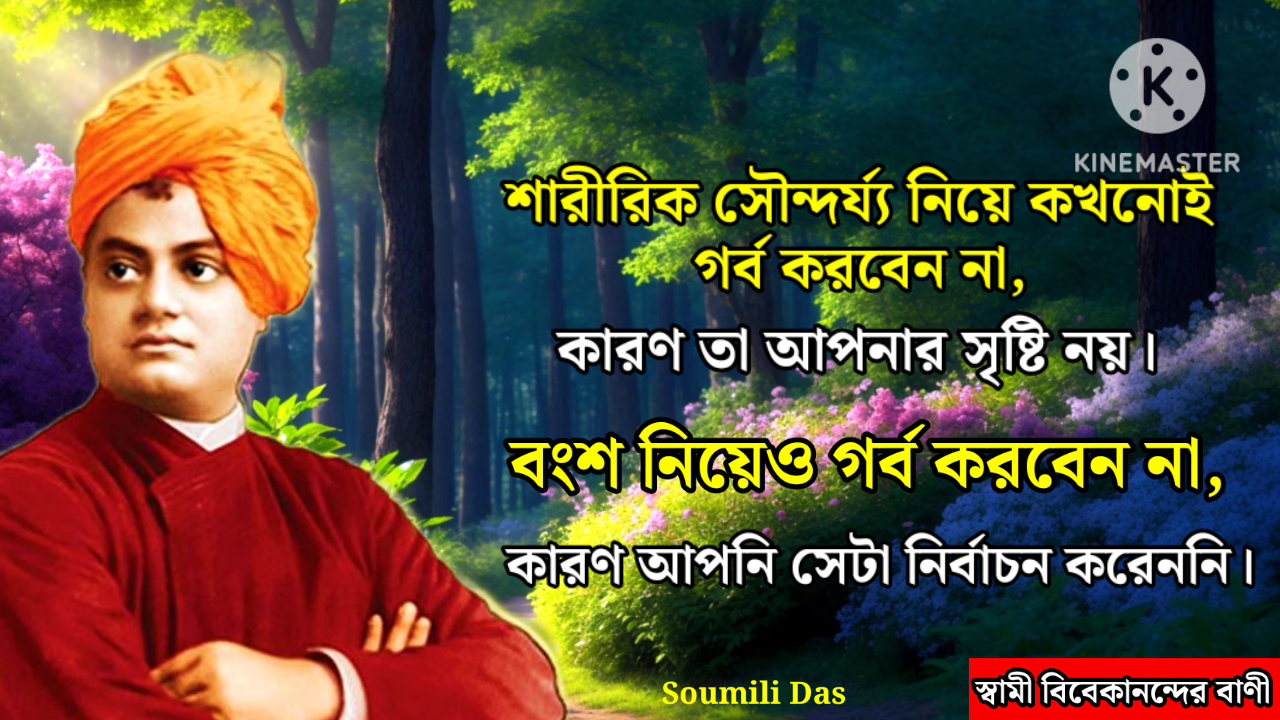 KINEMASTER
শারীরিক সৌন্দর্য্য নিয়ে কখনোই
গর্ব করবেন না,
কারণ তা আপনার সৃষ্টি নয়।
বংশ নিয়েও গর্ব করবেন না,
কারণ আপনি সেটা নির্বাচন করেননি।
Soumili Das
স্বামী বিবেকানন্দের বাণী